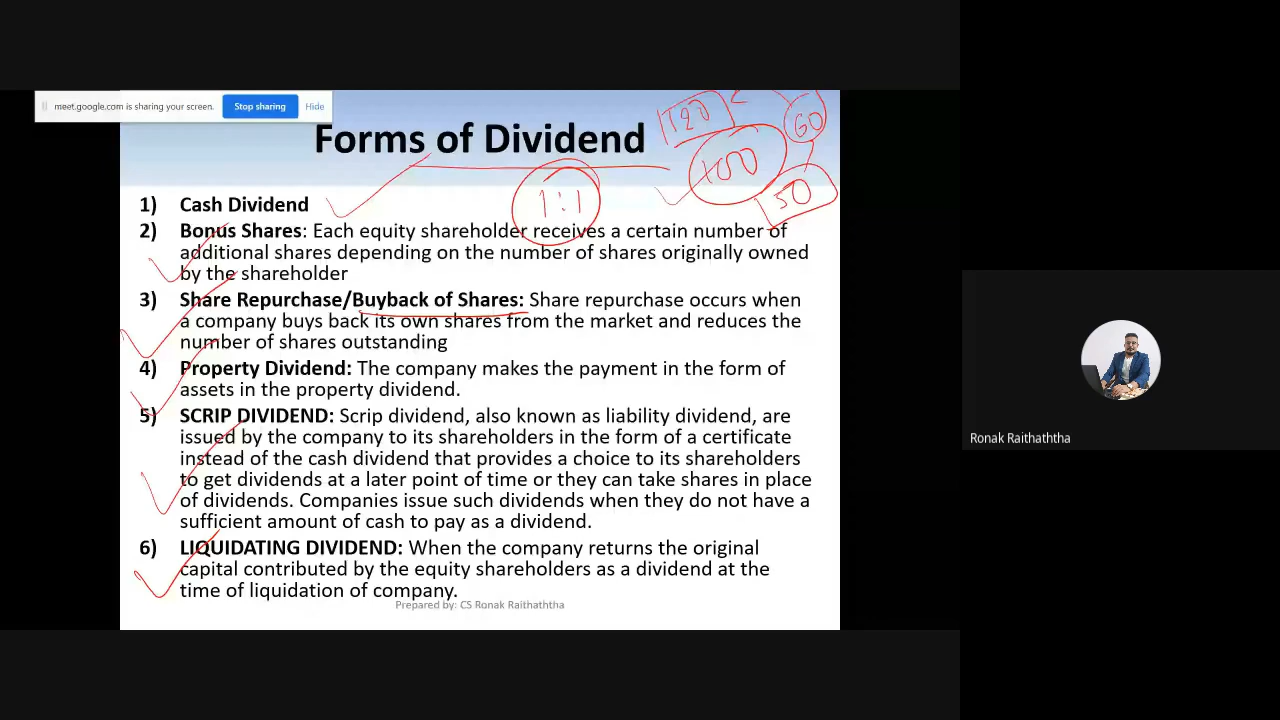 meet.google.com is sharing your screen.
Stop sharing
Hide
Forms of Dividend
120
60
100
50
1:1
1) Cash Dividend
2) Bonus Shares: Each equity shareholder receives a certain number of
additional shares depending on the number of shares originally owned
by the shareholder
3) Share Repurchase/Buyback of Shares: Share repurchase occurs when
a company buys back its own shares from the market and reduces the
number of shares outstanding
4) Property Dividend: The company makes the payment in the form of
assets in the property dividend.
5) SCRIP DIVIDEND: Scrip dividend, also known as liability dividend, are
issued by the company to its shareholders in the form of a certificate
instead of the cash dividend that provides a choice to its shareholders
to get dividends at a later point of time or they can take shares in place
of dividends. Companies issue such dividends when they do not have a
sufficient amount of cash to pay as a dividend.
6) LIQUIDATING DIVIDEND: When the company returns the original
capital contributed by the equity shareholders as a dividend at the
time of liquidation of company.
Prepared by: CS Ronak Raithaththa
Ronak Raithaththa